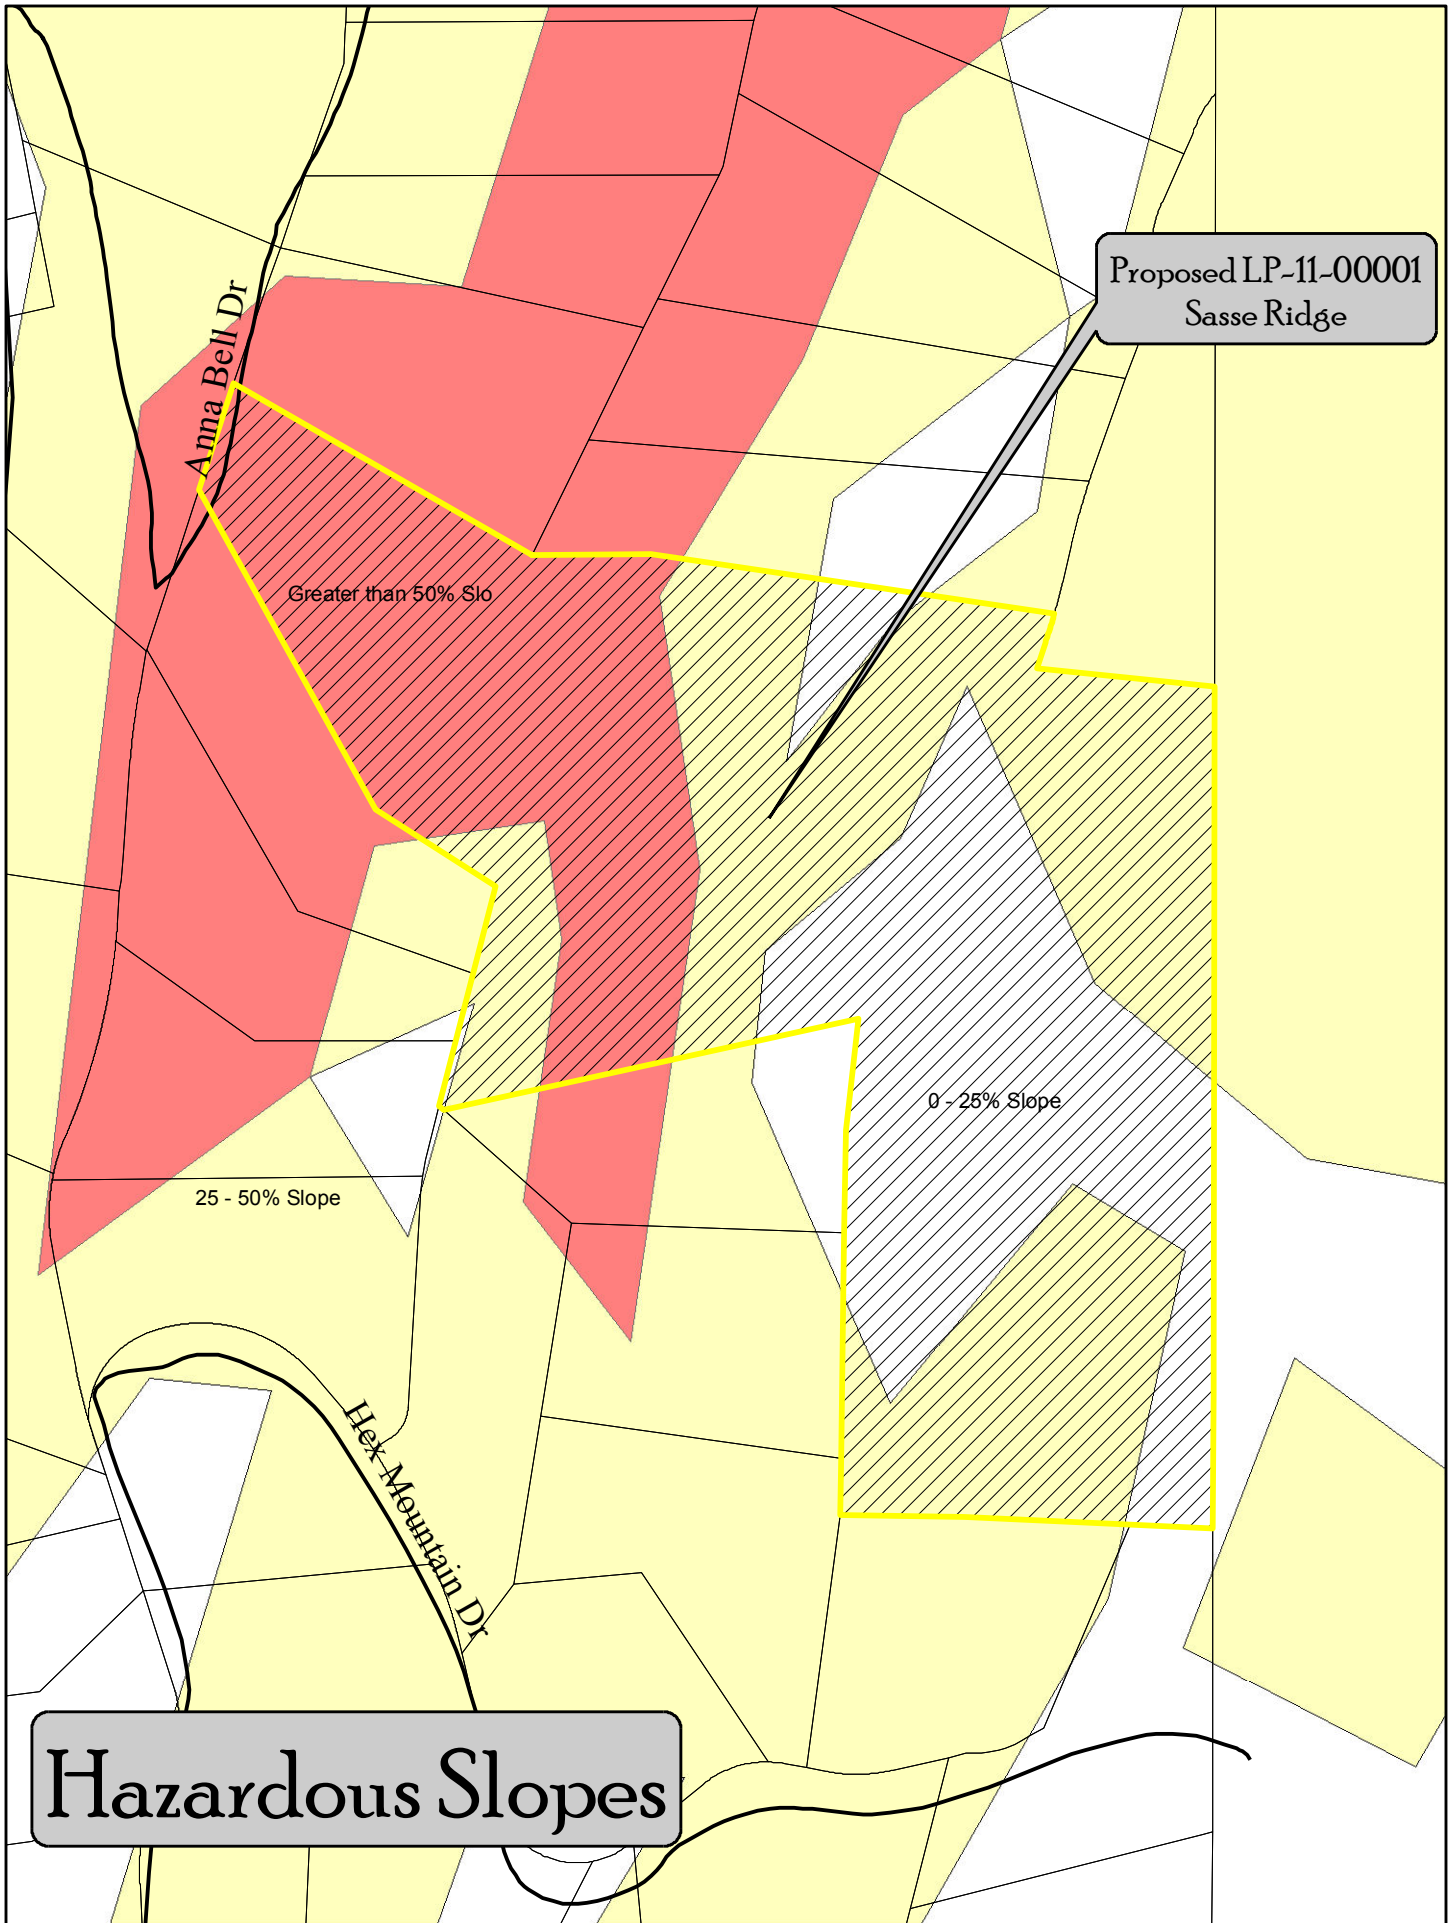 Proposed LP-11-00001
Sasse Ridge
Anna Bell Dr
Greater than 50% Slo
0 - 25% Slope
25 - 50% Slope
Hex Mountain Dr
Hazardous Slopes